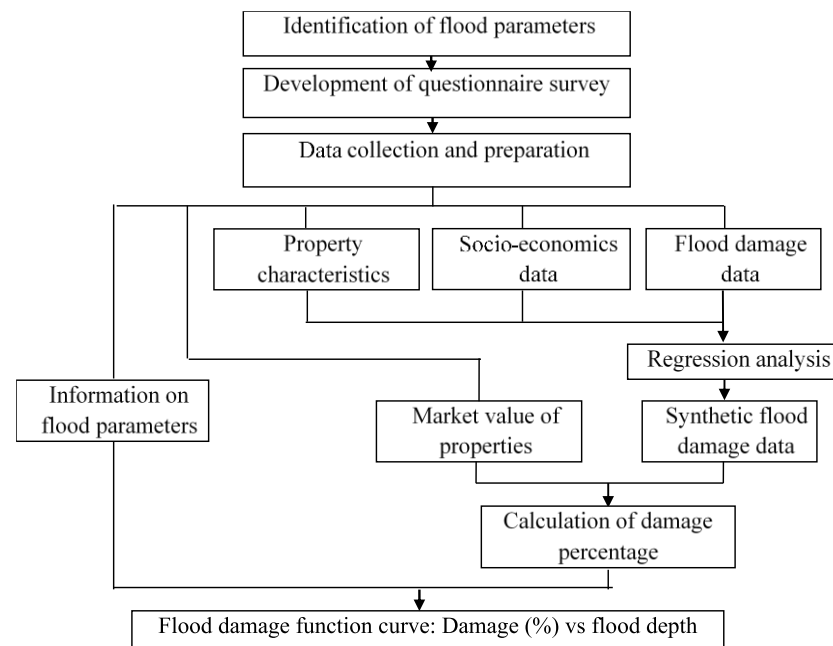 Identification of flood parameters
Development of questionnaire survey
Data collection and preparation
Property
characteristics
Socio-economics
data
Flood damage
data
Regression analysis
Information on
flood parameters
Market value of
properties
Synthetic flood
damage data
Calculation of damage
percentage
Flood damage function curve: Damage (%) vs flood depth